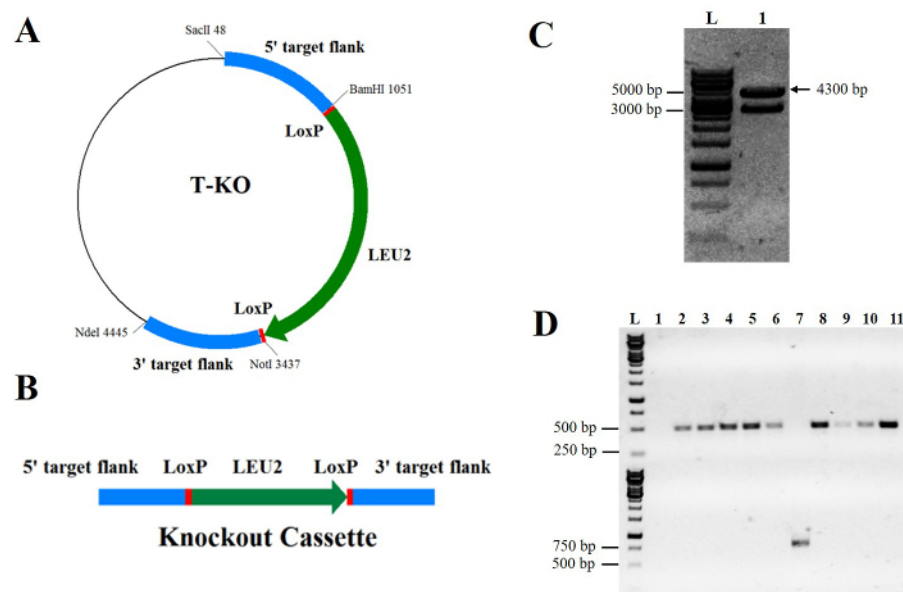 A
SacII 48
5' target flank
BamHI 1051
LoxP
T-KO
LEU2
LoxP
NdeI 4445
3' target flank
NotI 3437
B
5' target flank LoxP LEU2 LoxP 3' target flank
Knockout Cassette
C
L 1
5000 bp
4300 bp
3000 bp
D
L 1 2 3 4 5 6 7 8 9 10 11
500 bp
250 bp
750 bp
500 bp